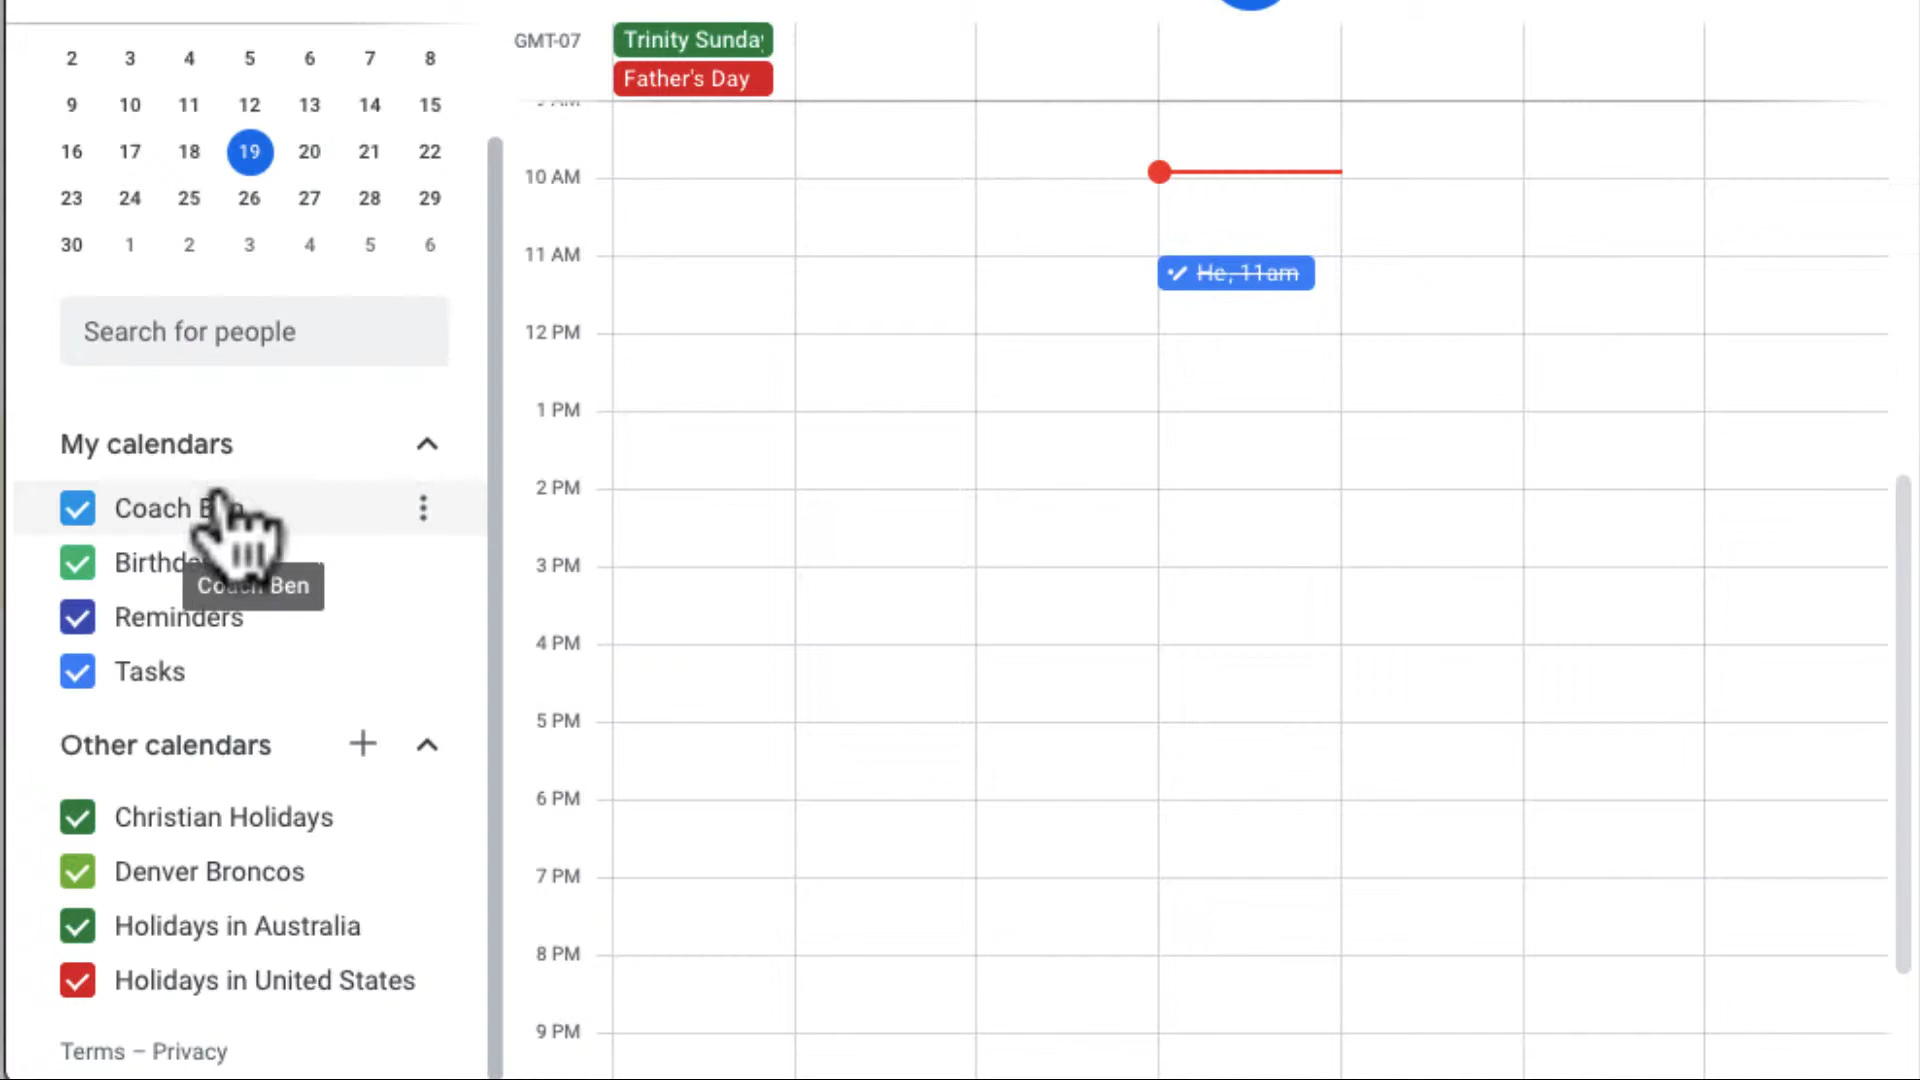 2 3 4 5 6 7 8
9 10 11 12 13 14 15
16 17 18 19 20 21 22
23 24 25 26 27 28 29
30 1 2 3 4 5 6
Search for people
My calendars
Coach
Coach Ben
Reminders
Tasks
Other calendars
Christian Holidays
Denver Broncos
Holidays in Australia
Holidays in United States
Terms – Privacy
GMT-07
Trinity Sunday
Father's Day
10 AM
11 AM
He, 11am
12 PM
1 PM
2 PM
3 PM
4 PM
5 PM
6 PM
7 PM
8 PM
9 PM